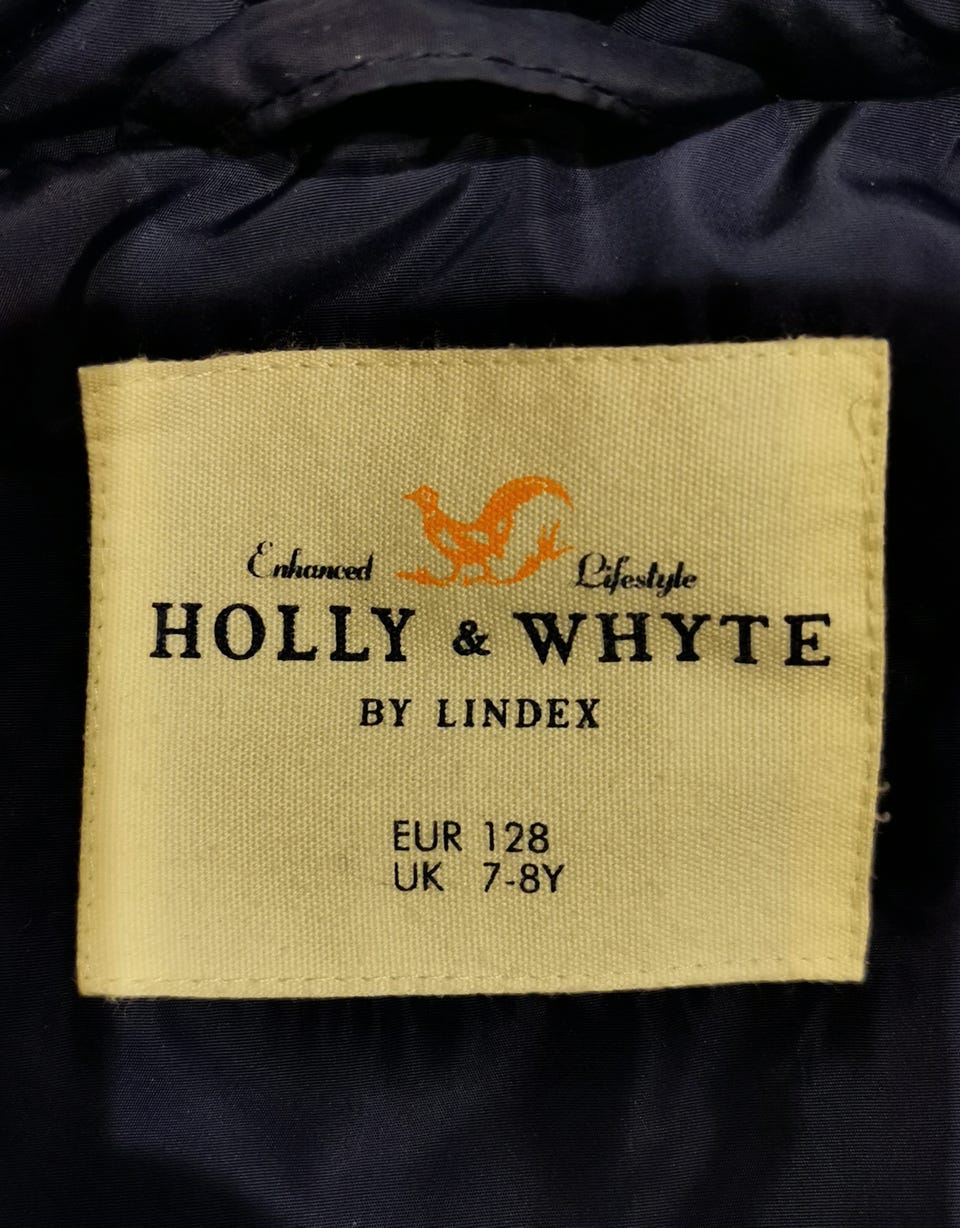 Enhanced Lifestyle
HOLLY & WHYTE
BY LINDEX
EUR 128
UK 7-8Y